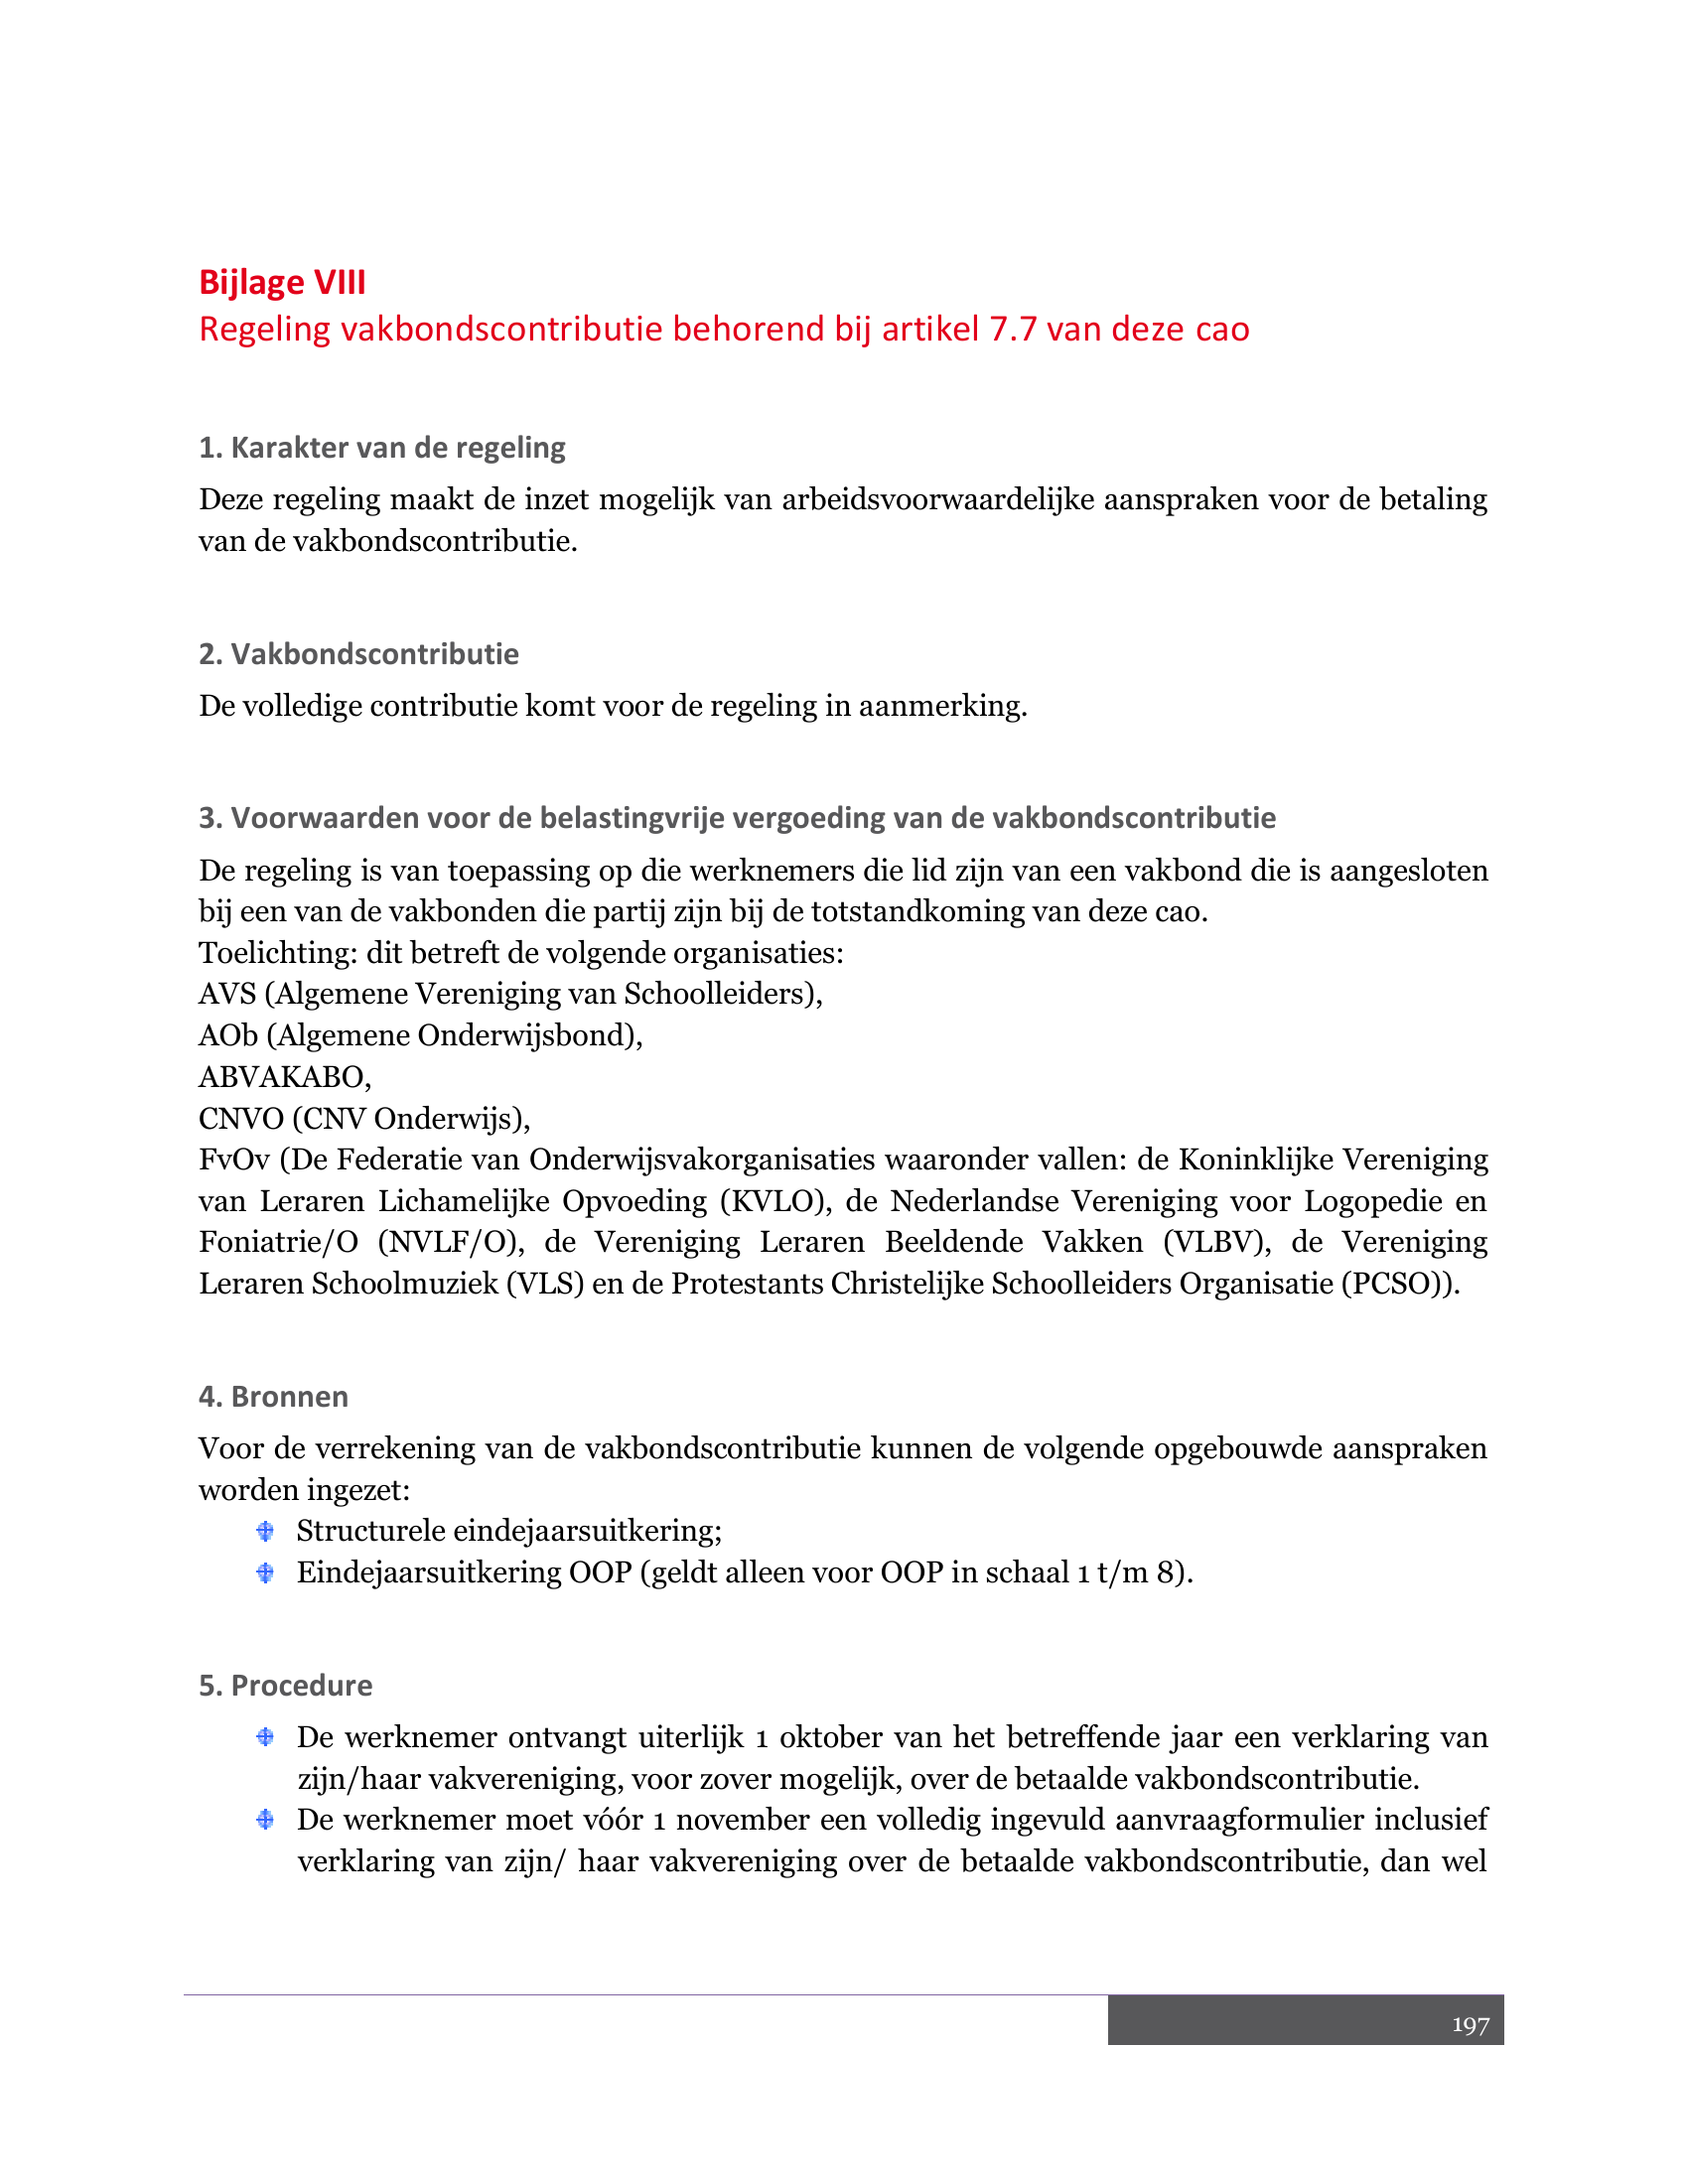 Bijlage VIII
Regeling vakbondscontributie behorend bij artikel 7.7 van deze cao
1. Karakter van de regeling
Deze regeling maakt de inzet mogelijk van arbeidsvoorwaardelijke aanspraken voor de betaling
van de vakbondscontributie.
2. Vakbondscontributie
De volledige contributie komt voor de regeling in aanmerking.
3. Voorwaarden voor de belastingvrije vergoeding van de vakbondscontributie
De regeling is van toepassing op die werknemers die lid zijn van een vakbond die is aangesloten
bij een van de vakbonden die partij zijn bij de totstandkoming van deze cao.
Toelichting: dit betreft de volgende organisaties:
AVS (Algemene Vereniging van Schoolleiders),
AOb (Algemene Onderwijsbond),
ABVAKABO,
CNVO (CNV Onderwijs),
FvOv (De Federatie van Onderwijsvakorganisaties waaronder vallen: de Koninklijke Vereniging
van Leraren Lichamelijke Opvoeding (KVLO), de Nederlandse Vereniging voor Logopedie en
Foniatrie/O (NVLF/O), de Vereniging Leraren Beeldende Vakken (VLBV), de Vereniging
Leraren Schoolmuziek (VLS) en de Protestants Christelijke Schoolleiders Organisatie (PCSO)).
4. Bronnen
Voor de verrekening van de vakbondscontributie kunnen de volgende opgebouwde aanspraken
worden ingezet:
Structurele eindejaarsuitkering;
Eindejaarsuitkering OOP (geldt alleen voor OOP in schaal 1 t/m 8).
5. Procedure
De werknemer ontvangt uiterlijk 1 oktober van het betreffende jaar een verklaring van
zijn/haar vakvereniging, voor zover mogelijk, over de betaalde vakbondscontributie.
De werknemer moet vóór 1 november een volledig ingevuld aanvraagformulier inclusief
verklaring van zijn/ haar vakvereniging over de betaalde vakbondscontributie, dan wel
197